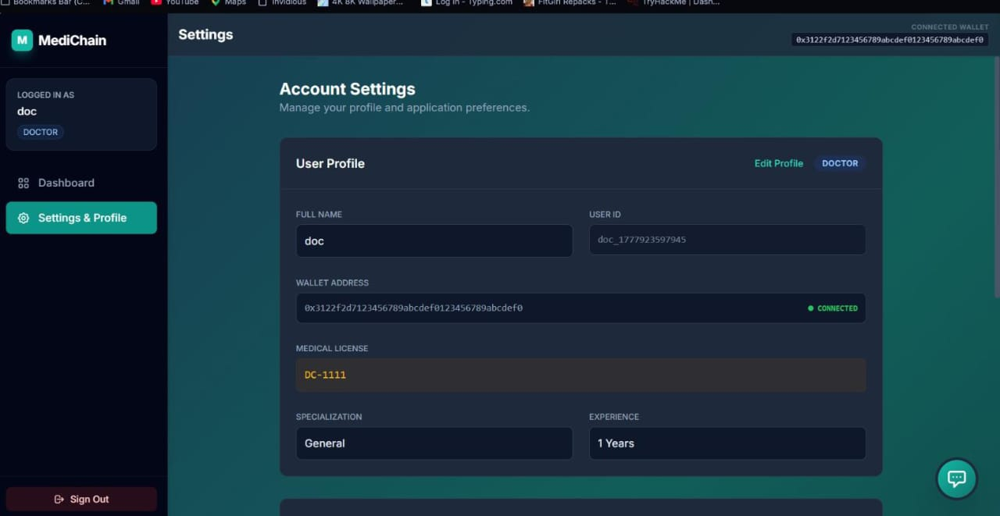 Bookmarks Bar (C... Gmail YouTube Maps Invidious 4K 8K Wallpaper... Log in - Typing.com FitGirl Repacks - 1... TryHackMe | Dash...
M MediChain
Settings
CONNECTED WALLET
0x3122f2d7123456789abcdef0123456789abcdef0
LOGGED IN AS
doc
DOCTOR
Dashboard
Settings & Profile
Sign Out
Account Settings
Manage your profile and application preferences.
User Profile
Edit Profile
DOCTOR
FULL NAME
doc
USER ID
doc_1777923597945
WALLET ADDRESS
0x3122f2d7123456789abcdef0123456789abcdef0
CONNECTED
MEDICAL LICENSE
DC-1111
SPECIALIZATION
General
EXPERIENCE
1 Years